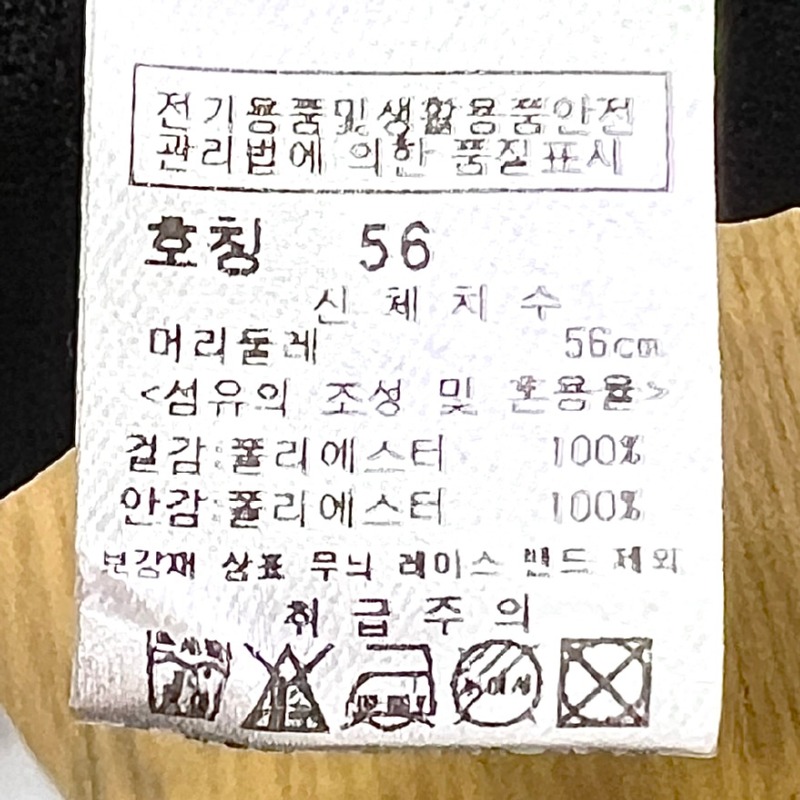 전기용품및생활용품안전
관리법에 의한 품질표시
호칭 56
신 체 치 수
머리둘레 56cm
<섬유의 조성 및 혼용율>
겉감:폴리에스터 100%
안감:폴리에스터 100%
보강재 상표 무늬 레이스 밴드 제외
취 급 주 의